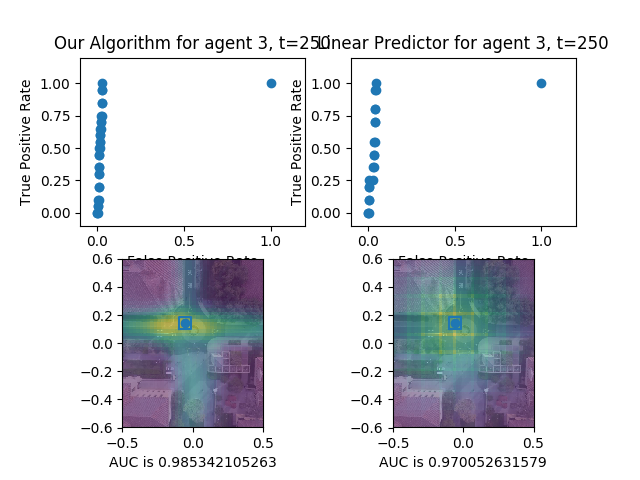 Our Algorithm for agent 3, t=250
Linear Predictor for agent 3, t=250
True Positive Rate
1.00
0.75
0.50
0.25
0.00
0.0 0.5 1.0
False Positive Rate
True Positive Rate
1.00
0.75
0.50
0.25
0.00
0.0 0.5 1.0
False Positive Rate
0.6
0.4
0.2
0.0
−0.2
−0.4
−0.6
−0.5 0.0 0.5
AUC is 0.985342105263
0.6
0.4
0.2
0.0
−0.2
−0.4
−0.6
−0.5 0.0 0.5
AUC is 0.970052631579